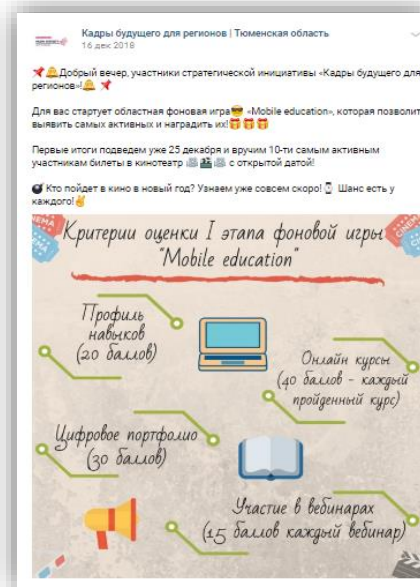 Кадры будущего для регионов | Тюменская область
16 дек 2018
Добрый вечер, участники стратегической инициативы «Кадры будущего для
регионов»!
Для вас стартует областная фоновая игра «Mobile education», которая позволит
выявить самых активных и наградить их!
Первые итоги подведем уже 25 декабря и вручим 10-ти самым активным
участникам билеты в кинотеатр с открытой датой!
Кто пойдет в кино в новый год? Узнаем уже совсем скоро! Шанс есть у
каждого!
Критерии оценки I этапа фоновой игры
"Mobile education"
Профиль
навыков
(20 баллов)
Онлайн курсы
(40 баллов - каждый
пройденный курс)
Цифровое портфолио
(30 баллов)
Участие в вебинарах
(15 баллов каждый вебинар)